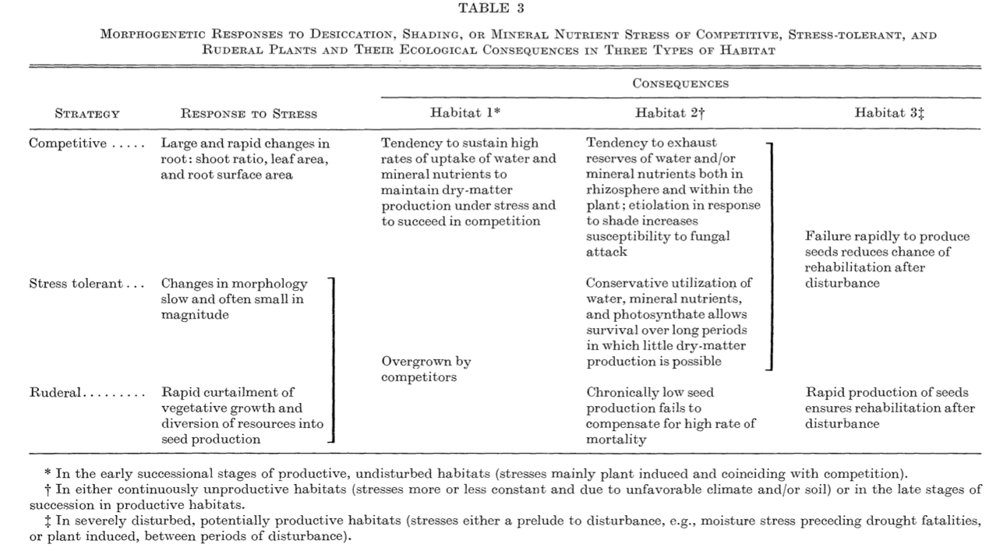 TABLE 3
Morphogenetic Responses to Desiccation, Shading, or Mineral Nutrient Stress of Competitive, Stress-tolerant, and
Ruderal Plants and Their Ecological Consequences in Three Types of Habitat
Consequences
Strategy Response to Stress Habitat 1* Habitat 2† Habitat 3‡
Competitive .....
Large and rapid changes in
root: shoot ratio, leaf area,
and root surface area
Tendency to sustain high
rates of uptake of water and
mineral nutrients to
maintain dry-matter
production under stress and
to succeed in competition
Tendency to exhaust
reserves of water and/or
mineral nutrients both in
rhizosphere and within the
plant; etiolation in response
to shade increases
susceptibility to fungal
attack
Failure rapidly to produce
seeds reduces chance of
rehabilitation after
disturbance
Stress tolerant ...
Changes in morphology
slow and often small in
magnitude
Overgrown by
competitors
Conservative utilization of
water, mineral nutrients,
and photosynthate allows
survival over long periods
in which little dry-matter
production is possible
Ruderal.........
Rapid curtailment of
vegetative growth and
diversion of resources into
seed production
Chronically low seed
production fails to
compensate for high rate of
mortality
Rapid production of seeds
ensures rehabilitation after
disturbance
* In the early successional stages of productive, undisturbed habitats (stresses mainly plant induced and coinciding with competition).
† In either continuously unproductive habitats (stresses more or less constant and due to unfavorable climate and/or soil) or in the late stages of
succession in productive habitats.
‡ In severely disturbed, potentially productive habitats (stresses either a prelude to disturbance, e.g., moisture stress preceding drought fatalities,
or plant induced, between periods of disturbance).